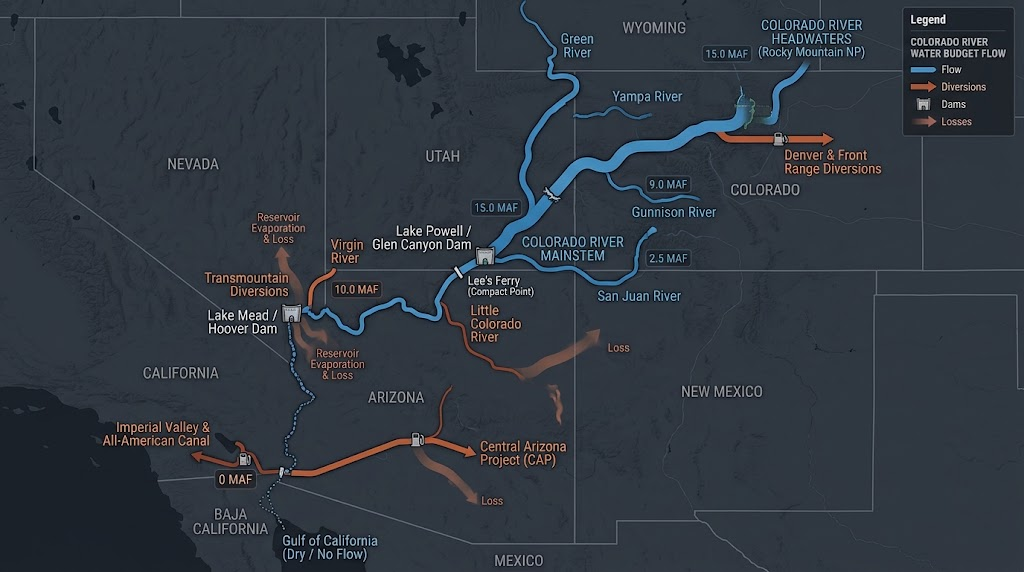 WYOMING
COLORADO RIVER
HEADWATERS
(Rocky Mountain NP)
15.0 MAF
Legend
COLORADO RIVER
WATER BUDGET FLOW
Flow
Diversions
Dams
Losses
Green
River
Yampa River
NEVADA
UTAH
Denver & Front
Range Diversions
COLORADO
9.0 MAF
Gunnison River
15.0 MAF
Lake Powell /
Glen Canyon Dam
COLORADO RIVER
MAINSTEM
2.5 MAF
San Juan River
Lee's Ferry
(Compact Point)
Reservoir
Evaporation
& Loss
Virgin
River
Transmountain
Diversions
10.0 MAF
Lake Mead /
Hoover Dam
Little
Colorado
River
Loss
Reservoir
Evaporation
& Loss
CALIFORNIA
ARIZONA
NEW MEXICO
Imperial Valley &
All-American Canal
0 MAF
Central Arizona
Project (CAP)
Loss
BAJA
CALIFORNIA
Gulf of California
(Dry / No Flow)
MEXICO